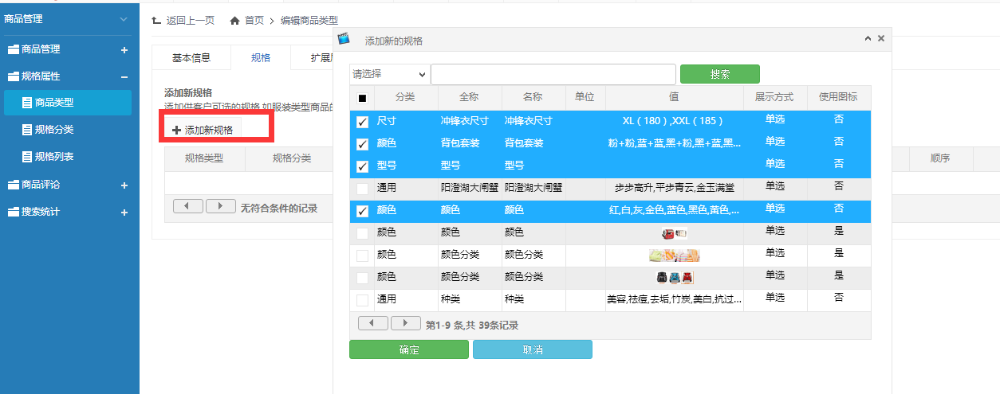 商品管理
商品管理
规格属性
商品类型
规格分类
规格列表
商品评论
搜索统计
返回上一页 首页 编辑商品类型
基本信息 规格 扩展
添加新规格
添加供客户可选的规格,如服装类型商品的
添加新规格
规格类型 规格分类 顺序
无符合条件的记录
添加新的规格
请选择 搜索
分类 全称 名称 单位 值 展示方式 使用图标
尺寸 冲锋衣尺寸 冲锋衣尺寸 XL ( 180 ) ,XXL ( 185 ) 单选 否
颜色 背包套装 背包套装 粉+粉,蓝+蓝,黑+粉,黑+蓝,黑... 单选 否
型号 型号 型号 单选 否
通用 阳澄湖大闸蟹 阳澄湖大闸蟹 步步高升,平步青云,金玉满堂 单选 否
颜色 颜色 颜色 红,白,灰,金色,蓝色,黑色,黄色,... 单选 否
颜色 颜色 颜色 单选 是
颜色 颜色分类 颜色分类 单选 是
颜色 颜色分类 颜色分类 单选 是
通用 种类 种类 美容,祛痘,去垢,竹炭,美白,抗过... 单选 否
第1-9 条,共 39条记录
确定 取消